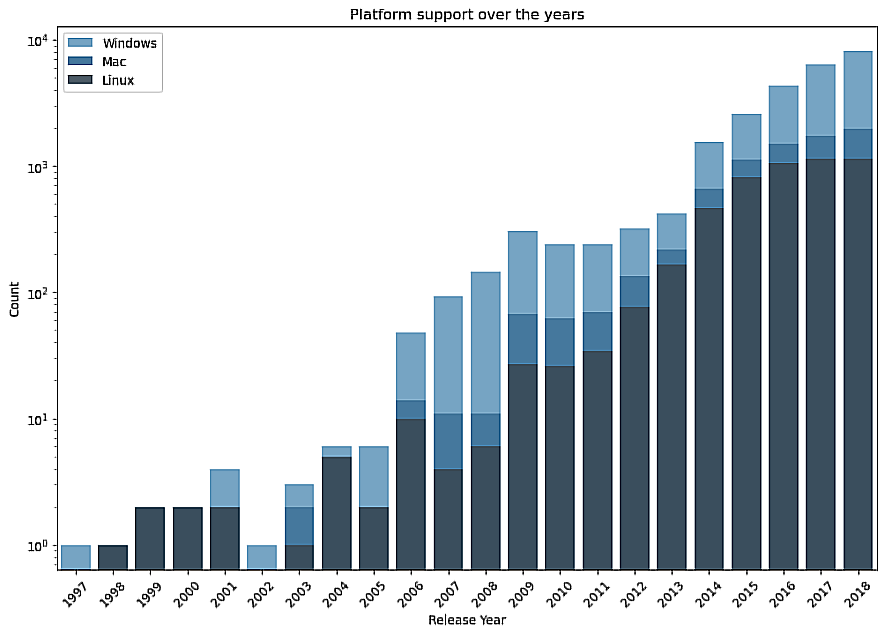 Platform support over the years
Windows
Mac
Linux
10⁴
10³
10²
10¹
10⁰
Count
1997 1998 1999 2000 2001 2002 2003 2004 2005 2006 2007 2008 2009 2010 2011 2012 2013 2014 2015 2016 2017 2018
Release Year